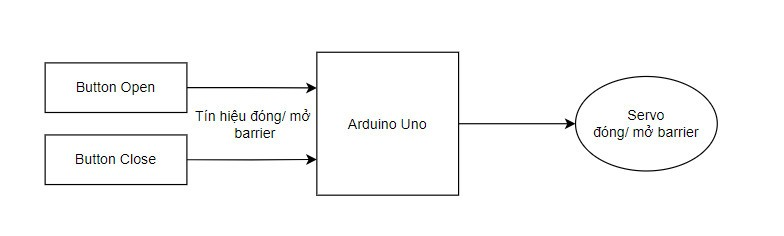 Button Open
Tín hiệu đóng/ mở
barrier
Button Close
Arduino Uno
Servo
đóng/ mở barrier